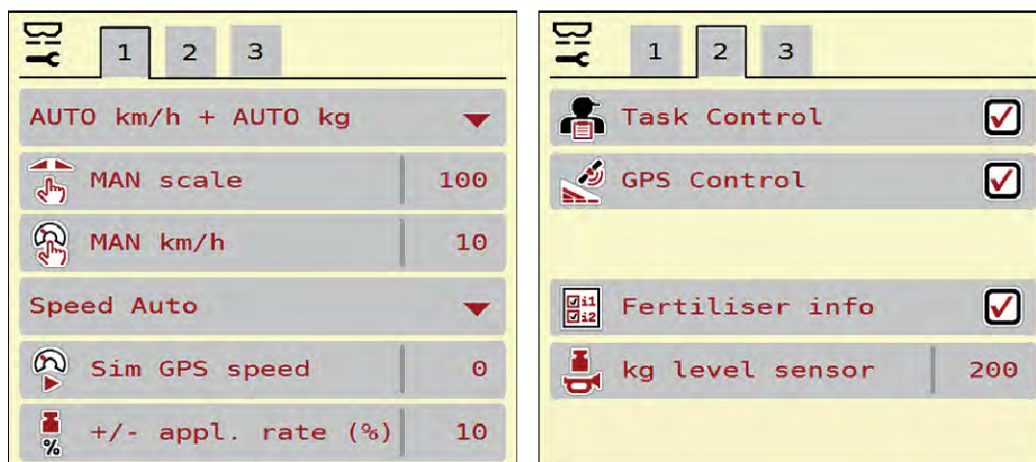 1 2 3
AUTO km/h + AUTO kg
MAN scale 100
MAN km/h 10
Speed Auto
Sim GPS speed 0
% +/- appl. rate (%) 10
1 2 3
Task Control
GPS Control
i1
i2
Fertiliser info
kg level sensor 200